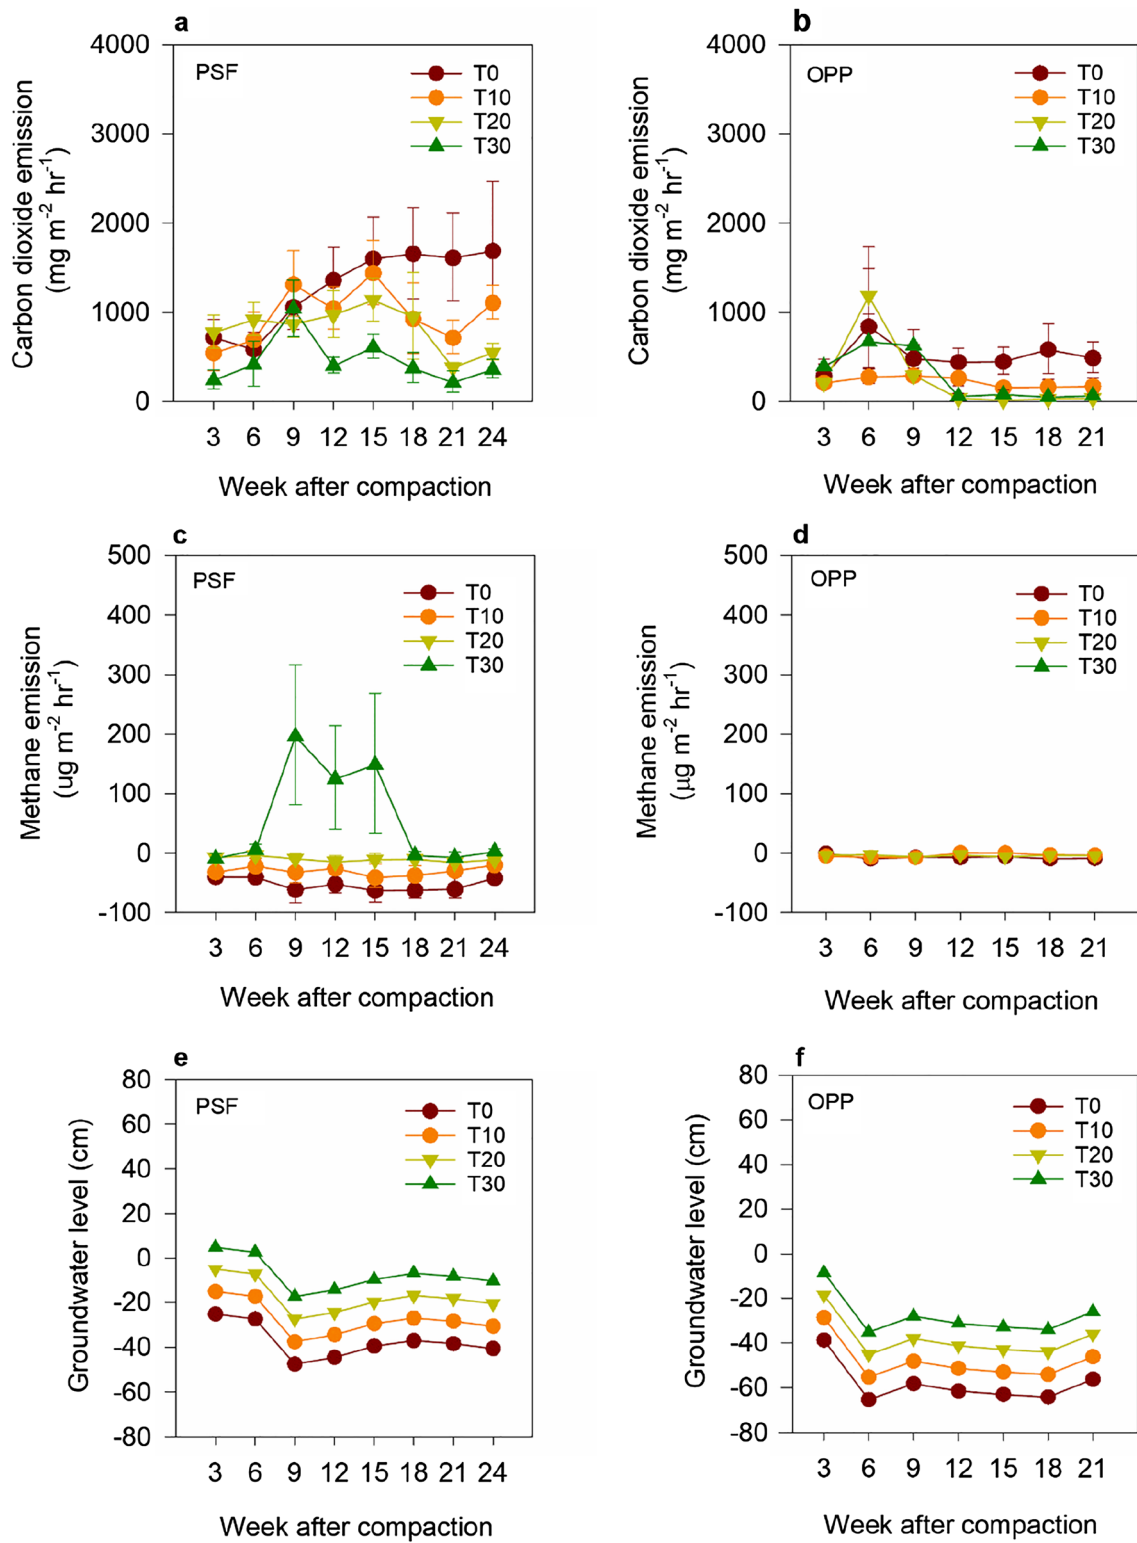 a
4000
3000
2000
1000
0
Carbon dioxide emission
(mg m-2 hr-1)
PSF
T0
T10
T20
T30
3 6 9 12 15 18 21 24
Week after compaction
b
4000
3000
2000
1000
0
Carbon dioxide emission
(mg m-2 hr-1)
OPP
T0
T10
T20
T30
3 6 9 12 15 18 21
Week after compaction
c
500
400
300
200
100
0
-100
Methane emission
(ug m-2 hr-1)
PSF
T0
T10
T20
T30
3 6 9 12 15 18 21 24
Week after compaction
d
500
400
300
200
100
0
-100
Methane emission
(µg m-2 hr-1)
OPP
T0
T10
T20
T30
3 6 9 12 15 18 21
Week after compaction
e
80
60
40
20
0
-20
-40
-60
-80
Groundwater level (cm)
PSF
T0
T10
T20
T30
3 6 9 12 15 18 21 24
Week after compaction
f
80
60
40
20
0
-20
-40
-60
-80
Groundwater level (cm)
OPP
T0
T10
T20
T30
3 6 9 12 15 18 21
Week after compaction